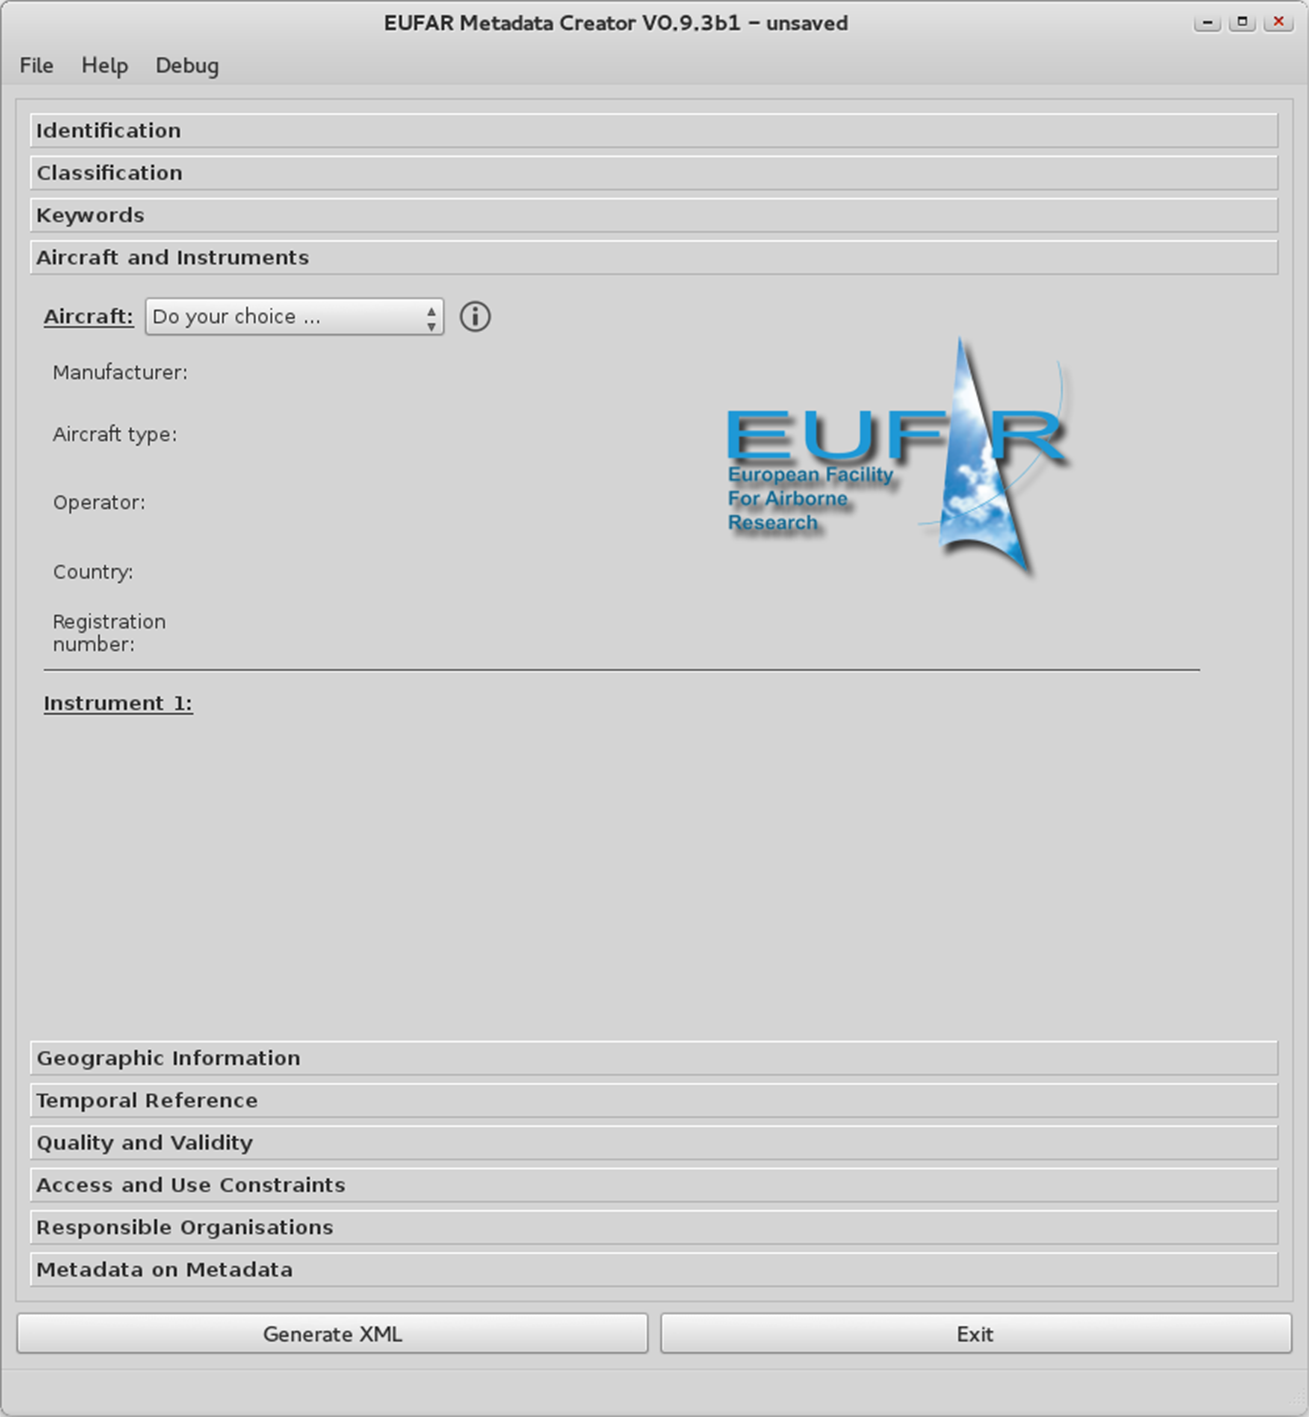 EUFAR Metadata Creator V0.9.3b1 – unsaved
File Help Debug
Identification
Classification
Keywords
Aircraft and Instruments
Aircraft: Do your choice ...
Manufacturer:
Aircraft type:
Operator:
Country:
Registration
number:
EUFAR
European Facility
For Airborne
Research
Instrument 1:
Geographic Information
Temporal Reference
Quality and Validity
Access and Use Constraints
Responsible Organisations
Metadata on Metadata
Generate XML
Exit